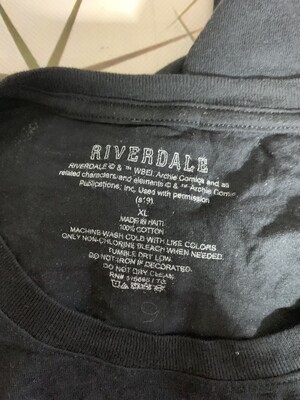 RIVERDALE
RIVERDALE © & ™ WBEI. Archie Comics and all
related characters and elements © & ™ Archie Comic
Publications, Inc. Used with permission.
(s19)
XL
MADE IN HAITI
100% COTTON
MACHINE WASH COLD WITH LIKE COLORS
ONLY NON-CHLORINE BLEACH WHEN NEEDED.
TUMBLE DRY LOW.
DO NOT IRON IF DECORATED.
DO NOT DRY CLEAN.
RN#